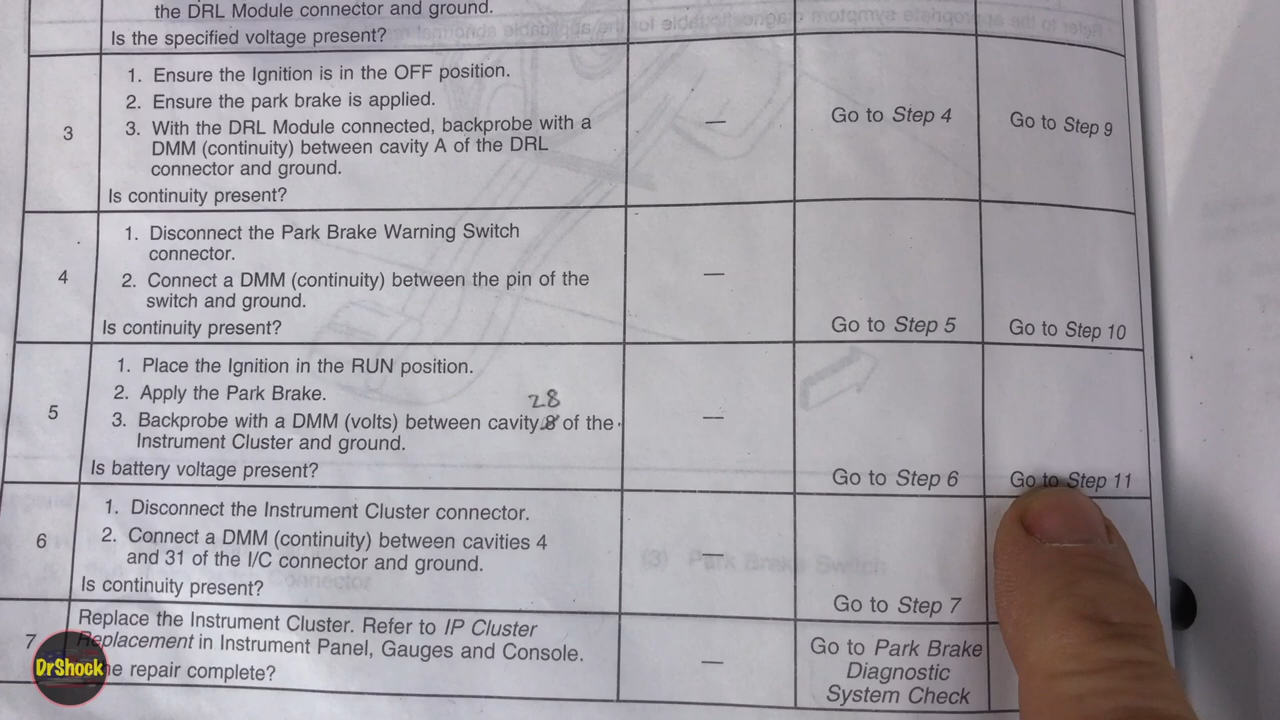 the DRL Module connector and ground.
Is the specified voltage present?
3
1. Ensure the Ignition is in the OFF position.
2. Ensure the park brake is applied.
3. With the DRL Module connected, backprobe with a
DMM (continuity) between cavity A of the DRL
connector and ground.
Is continuity present?
—
Go to Step 4
Go to Step 9
4
1. Disconnect the Park Brake Warning Switch
connector.
2. Connect a DMM (continuity) between the pin of the
switch and ground.
Is continuity present?
—
Go to Step 5
Go to Step 10
5
1. Place the Ignition in the RUN position.
2. Apply the Park Brake.
28
3. Backprobe with a DMM (volts) between cavity 8 of the
Instrument Cluster and ground.
Is battery voltage present?
—
Go to Step 6
Go to Step 11
6
1. Disconnect the Instrument Cluster connector.
2. Connect a DMM (continuity) between cavities 4
and 31 of the I/C connector and ground.
Is continuity present?
—
Go to Step 7
(3) Park Brake Switch
7
Replace the Instrument Cluster. Refer to IP Cluster
Replacement in Instrument Panel, Gauges and Console.
he repair complete?
—
Go to Park Brake
Diagnostic
System Check
DrShock